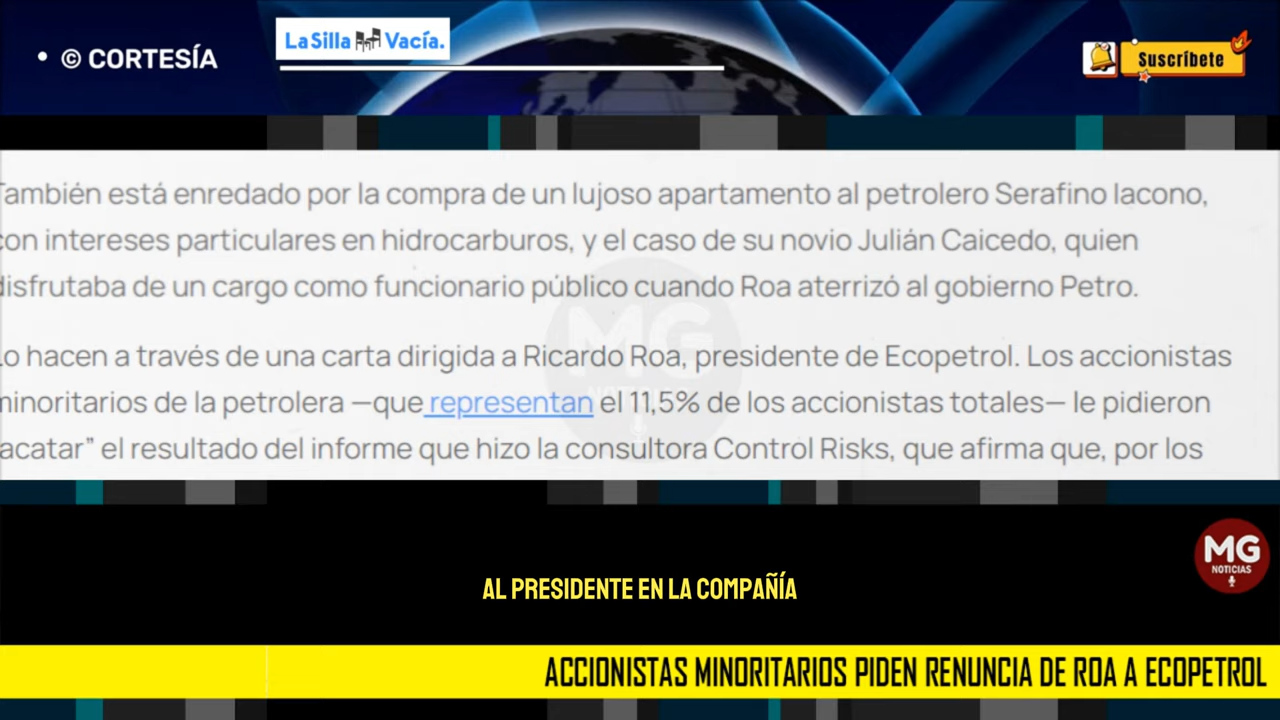 • © CORTESÍA
La Silla Vacía.
Suscríbete
También está enredado por la compra de un lujoso apartamento al petrolero Serafino Iacono,
con intereses particulares en hidrocarburos, y el caso de su novio Julián Caicedo, quien
disfrutaba de un cargo como funcionario público cuando Roa aterrizó al gobierno Petro.
Lo hacen a través de una carta dirigida a Ricardo Roa, presidente de Ecopetrol. Los accionistas
minoritarios de la petrolera —que representan el 11,5% de los accionistas totales— le pidieron
acatar” el resultado del informe que hizo la consultora Control Risks, que afirma que, por los
MG
NOTICIAS
MG
NOTICIAS
AL PRESIDENTE EN LA COMPAÑÍA
ACCIONISTAS MINORITARIOS PIDEN RENUNCIA DE ROA A ECOPETROL